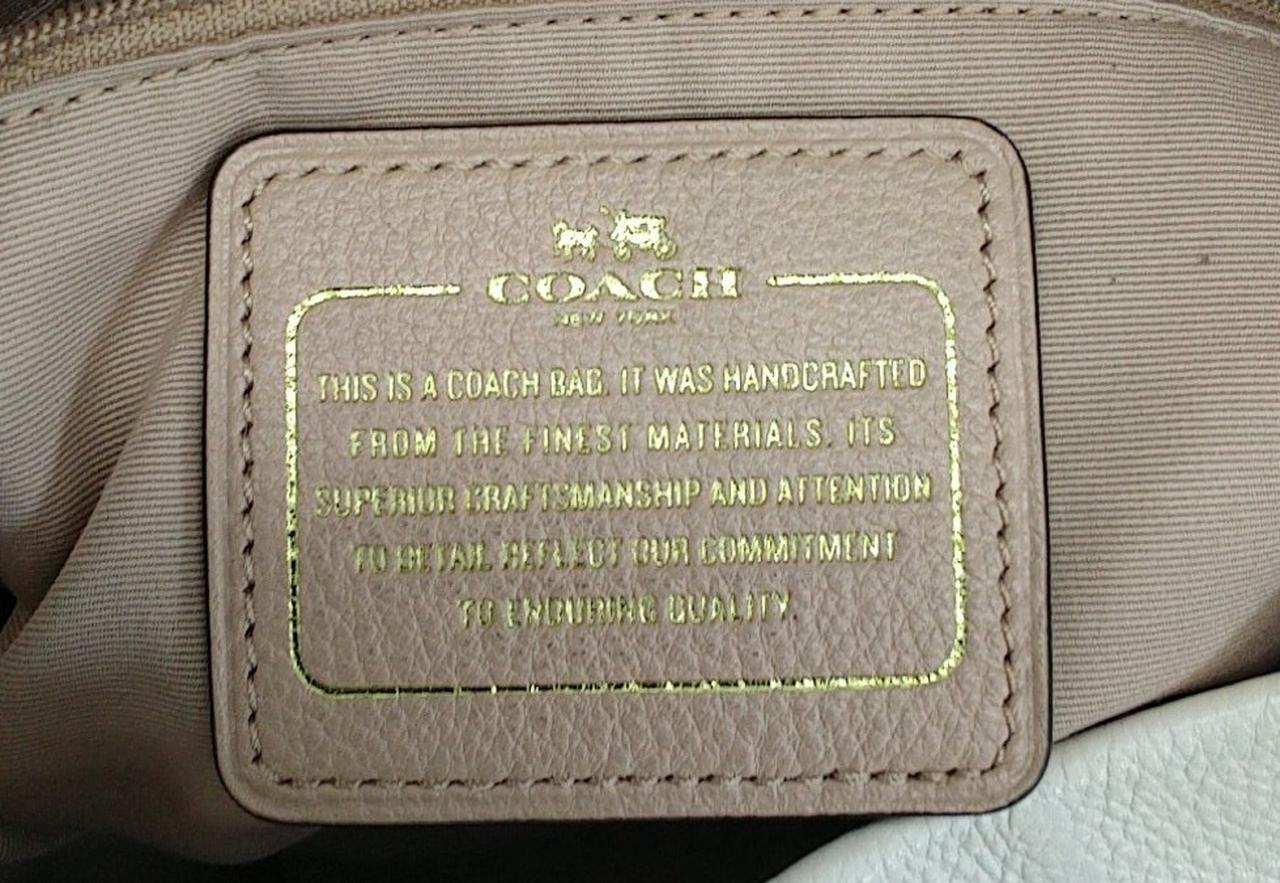 COACH
NEW YORK
THIS IS A COACH BAG. IT WAS HANDCRAFTED
FROM THE FINEST MATERIALS. ITS
SUPERIOR CRAFTSMANSHIP AND ATTENTION
TO DETAIL REFLECT OUR COMMITMENT
TO ENDURING QUALITY.